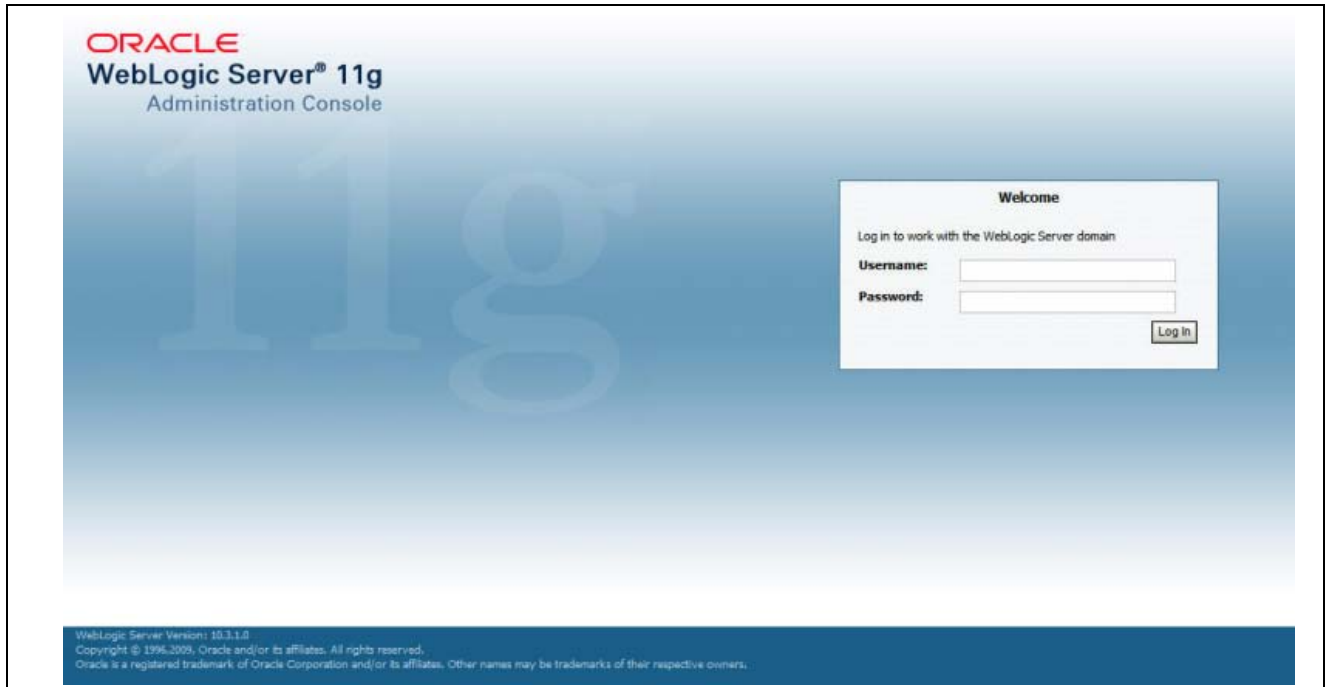 ORACLE
WebLogic Server® 11g
Administration Console
11g
Welcome
Log in to work with the WebLogic Server domain
Username:
Password:
Log In
WebLogic Server Version: 10.3.1.0
Copyright © 1996,2009, Oracle and/or its affiliates. All rights reserved.
Oracle is a registered trademark of Oracle Corporation and/or its affiliates. Other names may be trademarks of their respective owners.